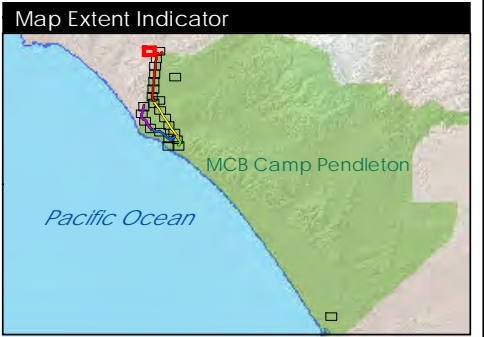 Map Extent Indicator
MCB Camp Pendleton
Pacific Ocean